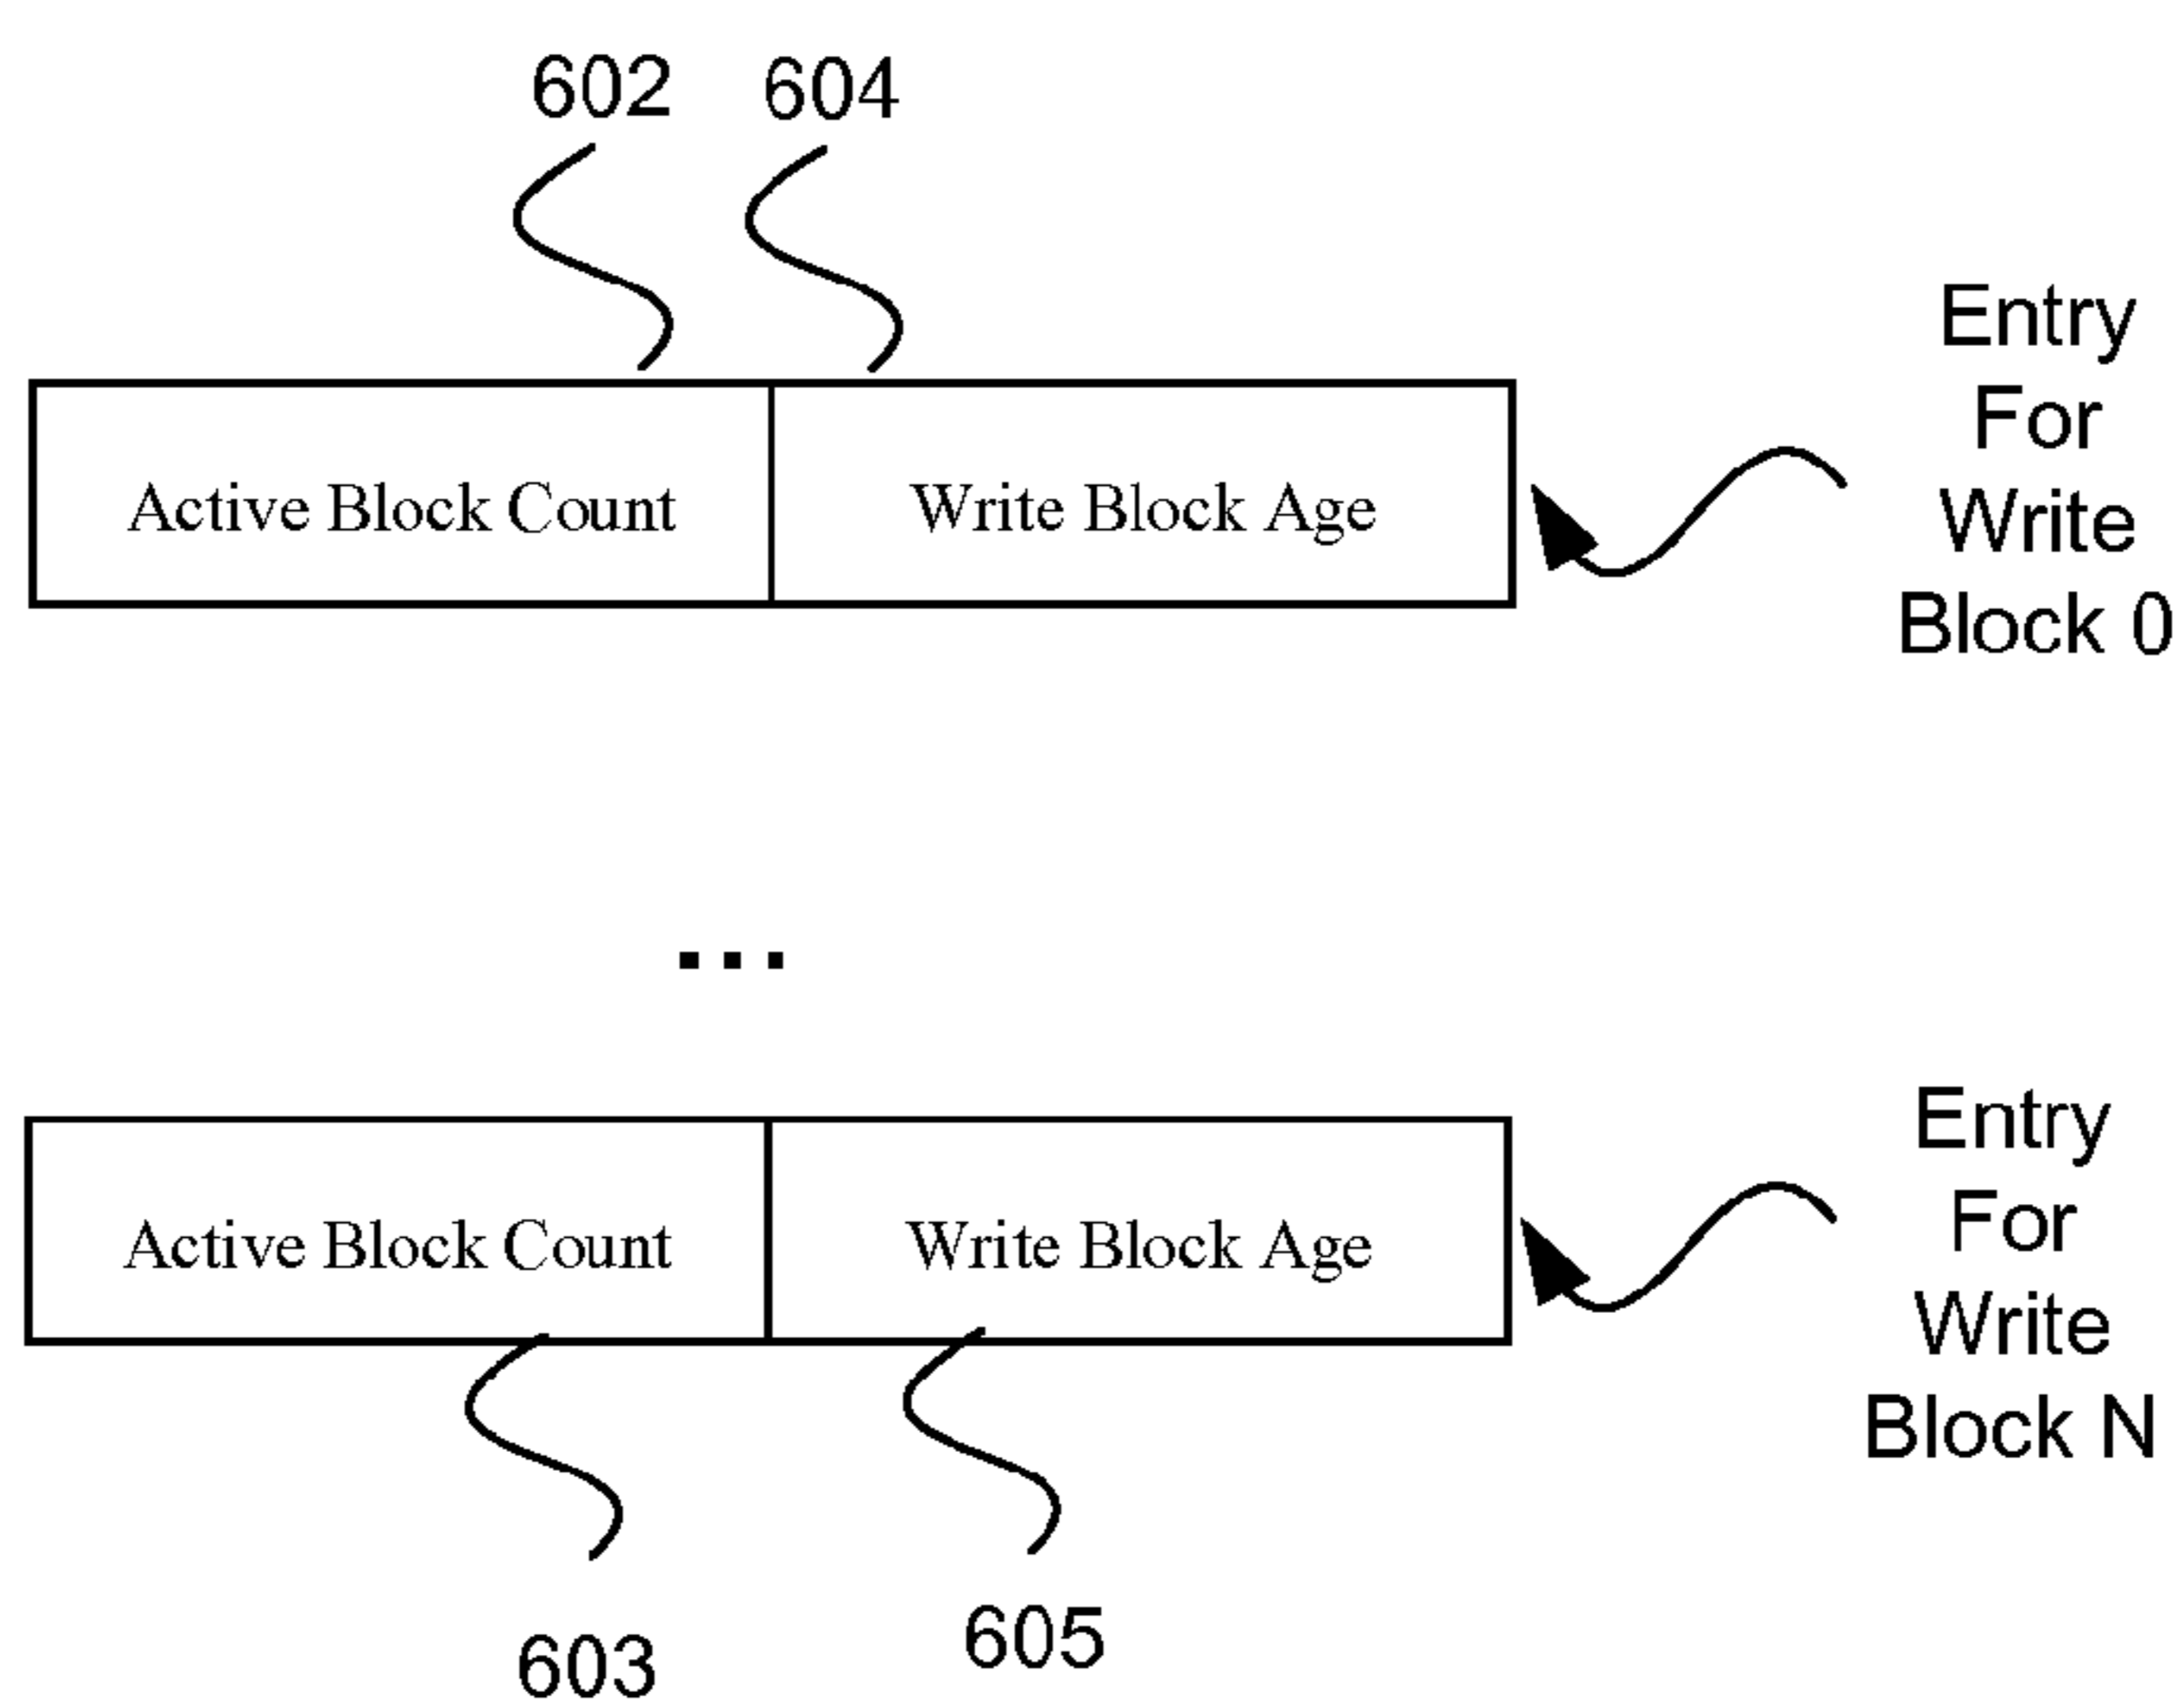 602 604
Entry
For
Write
Block 0
Active Block Count Write Block Age
...
Entry
For
Write
Block N
Active Block Count Write Block Age
603 605